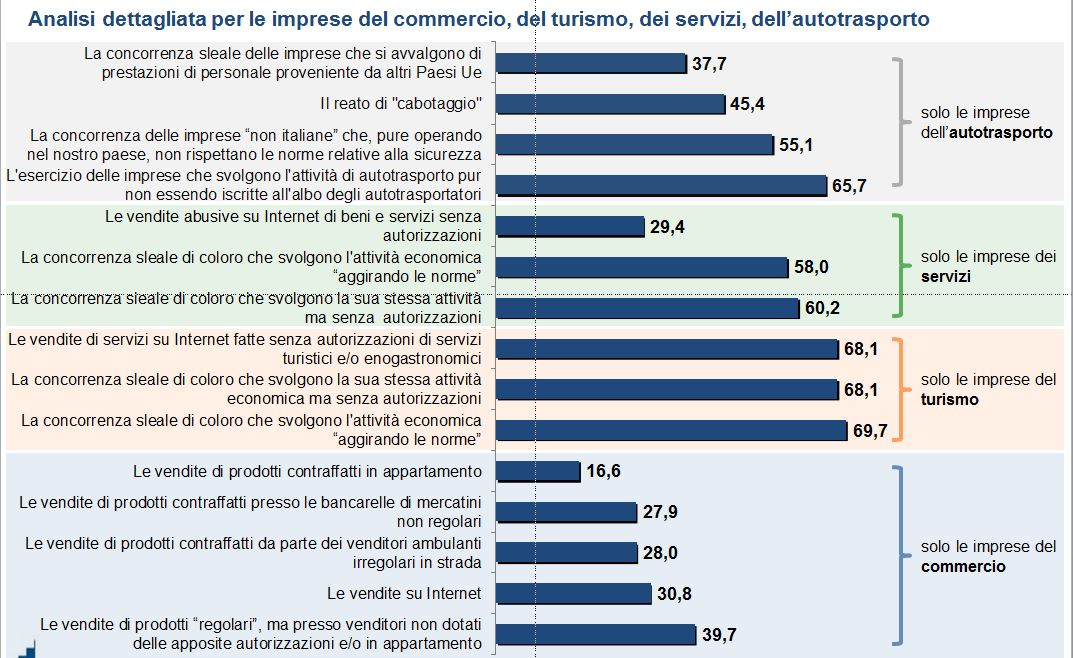 Analisi dettagliata per le imprese del commercio, del turismo, dei servizi, dell'autotrasporto
La concorrenza sleale delle imprese che si avvalgono di
prestazioni di personale proveniente da altri Paesi Ue
37,7
Il reato di "cabotaggio"
45,4
La concorrenza delle imprese “non italiane” che, pure operando
nel nostro paese, non rispettano le norme relative alla sicurezza
55,1
L'esercizio delle imprese che svolgono l'attività di autotrasporto pur
non essendo iscritte all'albo degli autotrasportatori
65,7
solo le imprese
dell'autotrasporto
Le vendite abusive su Internet di beni e servizi senza
autorizzazioni
29,4
La concorrenza sleale di coloro che svolgono l'attività economica
“aggirando le norme”
58,0
La concorrenza sleale di coloro che svolgono la sua stessa attività
ma senza autorizzazioni
60,2
solo le imprese dei
servizi
Le vendite di servizi su Internet fatte senza autorizzazioni di servizi
turistici e/o enogastronomici
68,1
La concorrenza sleale di coloro che svolgono la sua stessa attività
economica ma senza autorizzazioni
68,1
La concorrenza sleale di coloro che svolgono l'attività economica
“aggirando le norme”
69,7
solo le imprese del
turismo
Le vendite di prodotti contraffatti in appartamento
16,6
Le vendite di prodotti contraffatti presso le bancarelle di mercatini
non regolari
27,9
Le vendite di prodotti contraffatti da parte dei venditori ambulanti
irregolari in strada
28,0
Le vendite su Internet
30,8
Le vendite di prodotti “regolari”, ma presso venditori non dotati
delle apposite autorizzazioni e/o in appartamento
39,7
solo le imprese del
commercio